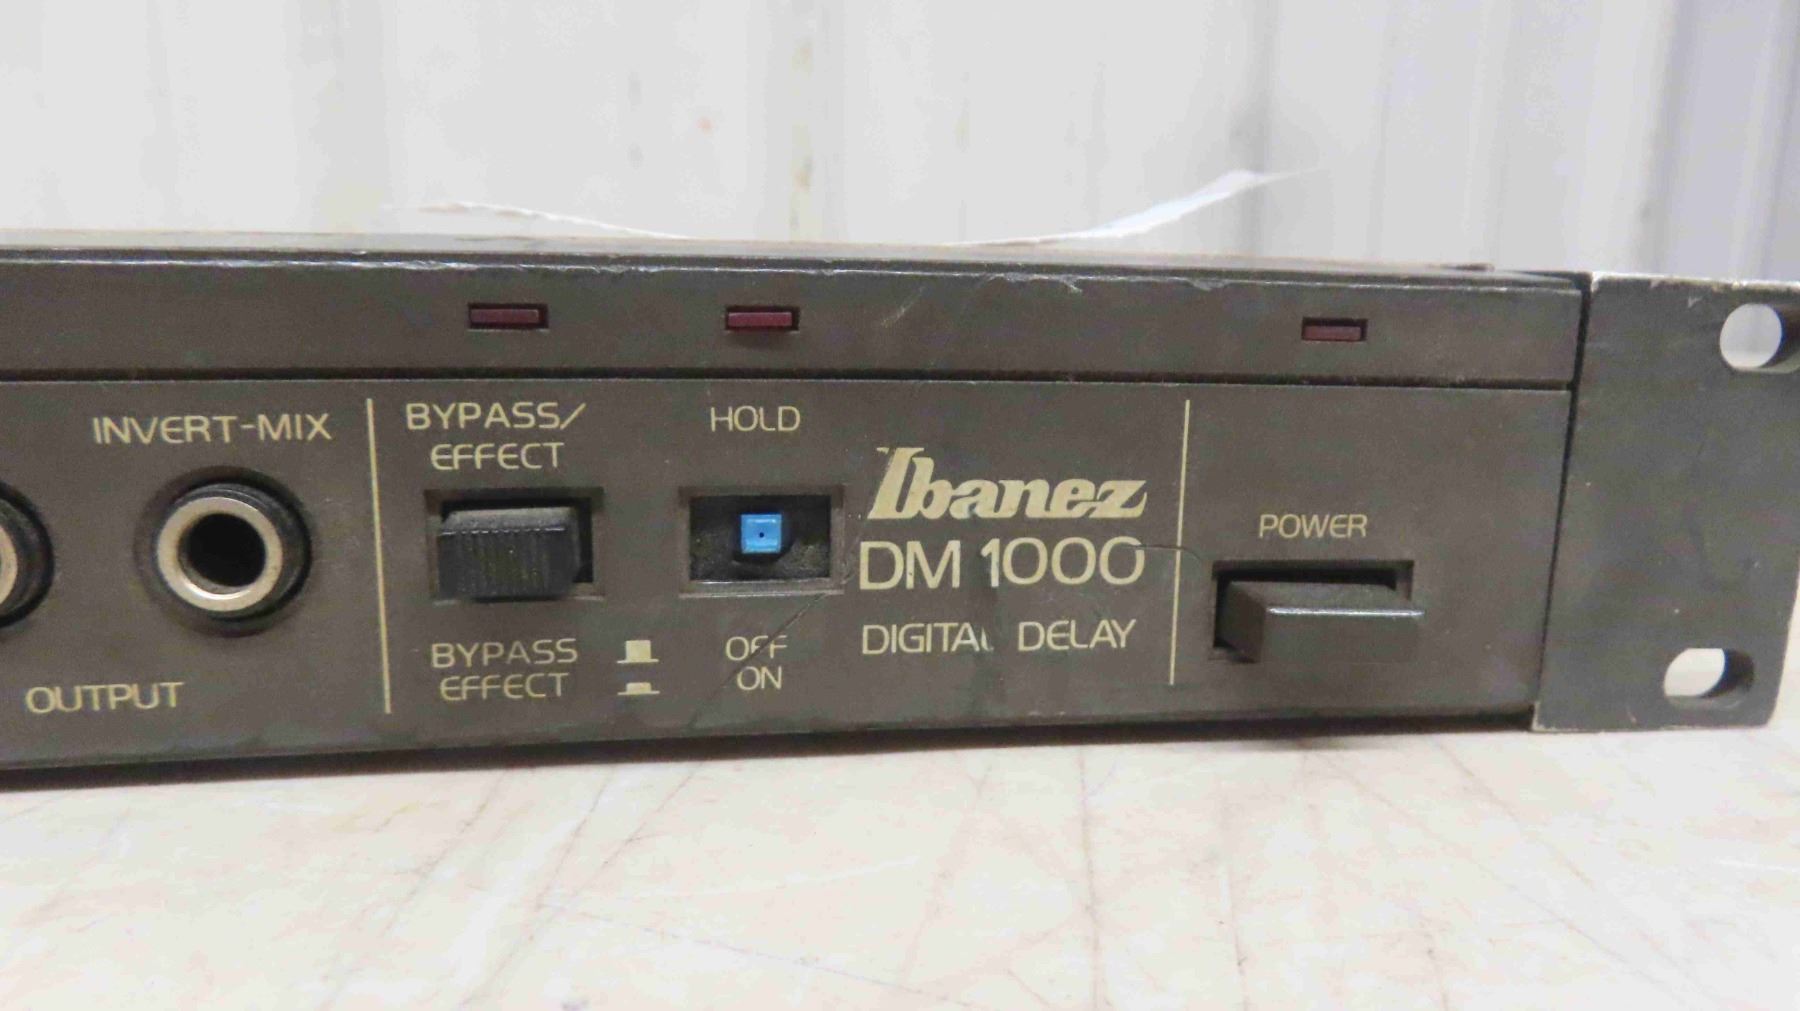 INVERT-MIX
OUTPUT
BYPASS/
EFFECT
BYPASS
EFFECT
HOLD
OFF
ON
Ibanez
DM 1000
DIGITAL DELAY
POWER